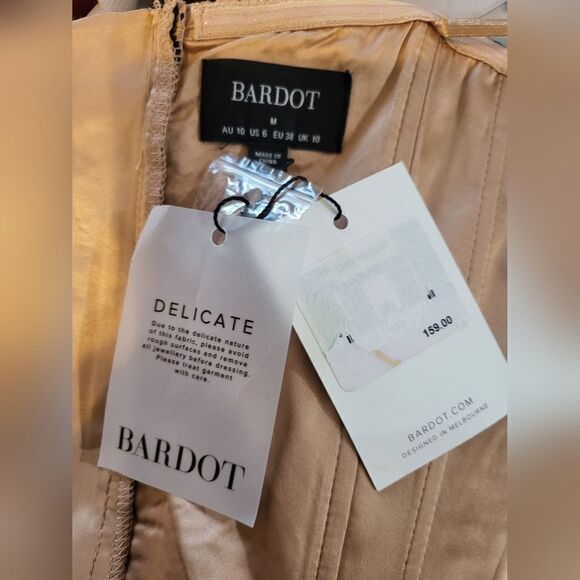 BARDOT
M
AU 10 US 6 EU 38 UK 10
MADE IN
CHINA
DELICATE
Due to the delicate nature
of this fabric, please avoid
rough surfaces and remove
all jewellery before dressing.
Please treat garment
with care.
BARDOT
159.00
BARDOT.COM
DESIGNED IN MELBOURNE